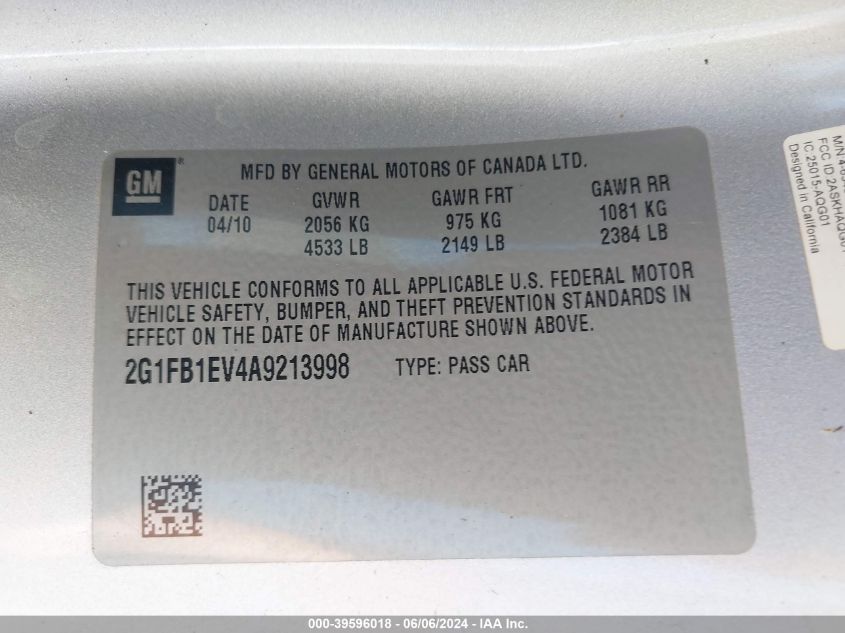 GM
MFD BY GENERAL MOTORS OF CANADA LTD.
DATE GVWR GAWR FRT GAWR RR
04/10 2056 KG 975 KG 1081 KG
4533 LB 2149 LB 2384 LB
THIS VEHICLE CONFORMS TO ALL APPLICABLE U.S. FEDERAL MOTOR
VEHICLE SAFETY, BUMPER, AND THEFT PREVENTION STANDARDS IN
EFFECT ON THE DATE OF MANUFACTURE SHOWN ABOVE.
2G1FB1EV4A9213998 TYPE: PASS CAR
M/N
FCC ID 2ASKHAQG01
IC 25015-AQG01
Designed in California
000-39596018 - 06/06/2024 - IAA Inc.